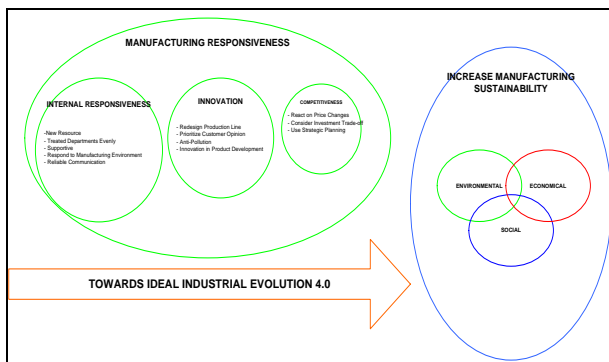 MANUFACTURING RESPONSIVENESS
INTERNAL RESPONSIVENESS
-New Resource
- Treated Departments Evenly
- Supportive
- Respond to Manufacturing Environment
- Reliable Communication
INNOVATION
- Redesign Production Line
- Prioritize Customer Opinion
- Anti-Pollution
- Innovation in Product Development
COMPETITIVENESS
- React on Price Changes
- Consider Investment Trade-off
- Use Strategic Planning
INCREASE MANUFACTURING
SUSTAINABILITY
ENVIRONMENTAL
ECONOMICAL
SOCIAL
TOWARDS IDEAL INDUSTRIAL EVOLUTION 4.0